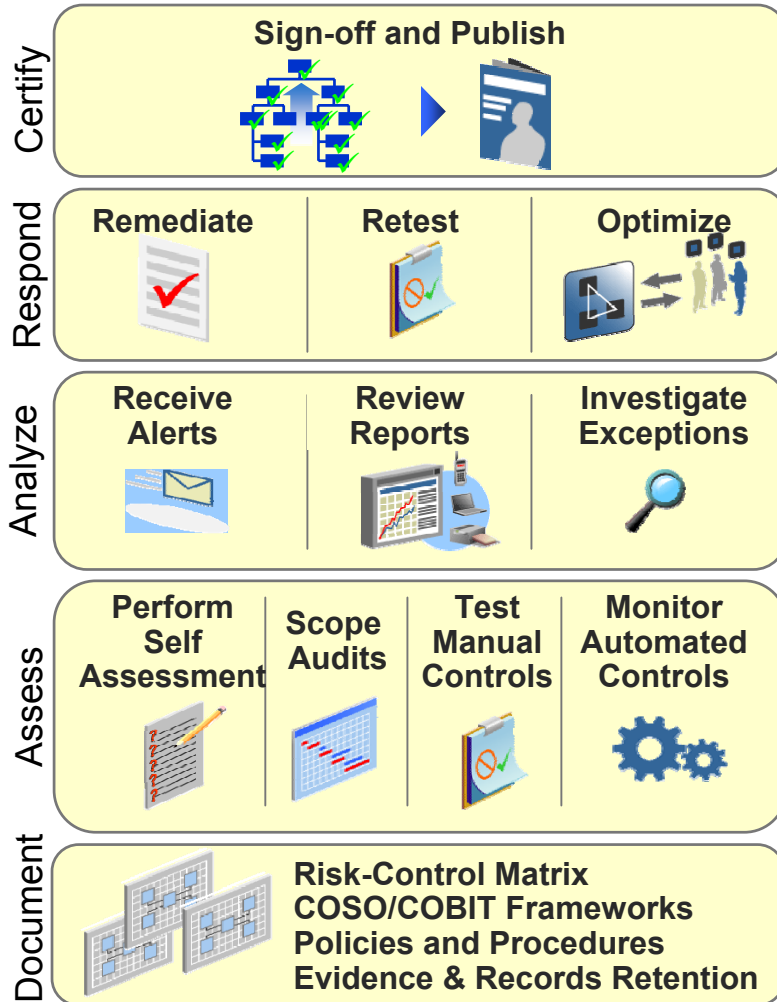 Certify
Sign-off and Publish
Respond
Remediate
Retest
Optimize
Analyze
Receive
Alerts
Review
Reports
Investigate
Exceptions
Assess
Perform
Self
Assessment
Scope
Audits
Test
Manual
Controls
Monitor
Automated
Controls
Document
Risk-Control Matrix
COSO/COBIT Frameworks
Policies and Procedures
Evidence & Records Retention
?
?
?
?
?